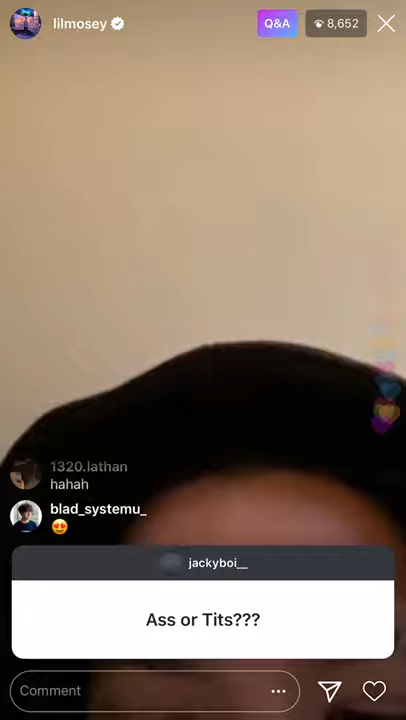 lilmosey
Q&A
8,652
1320.lathan
hahah
blad_systemu_
😍
jackyboi__
Ass or Tits???
Comment